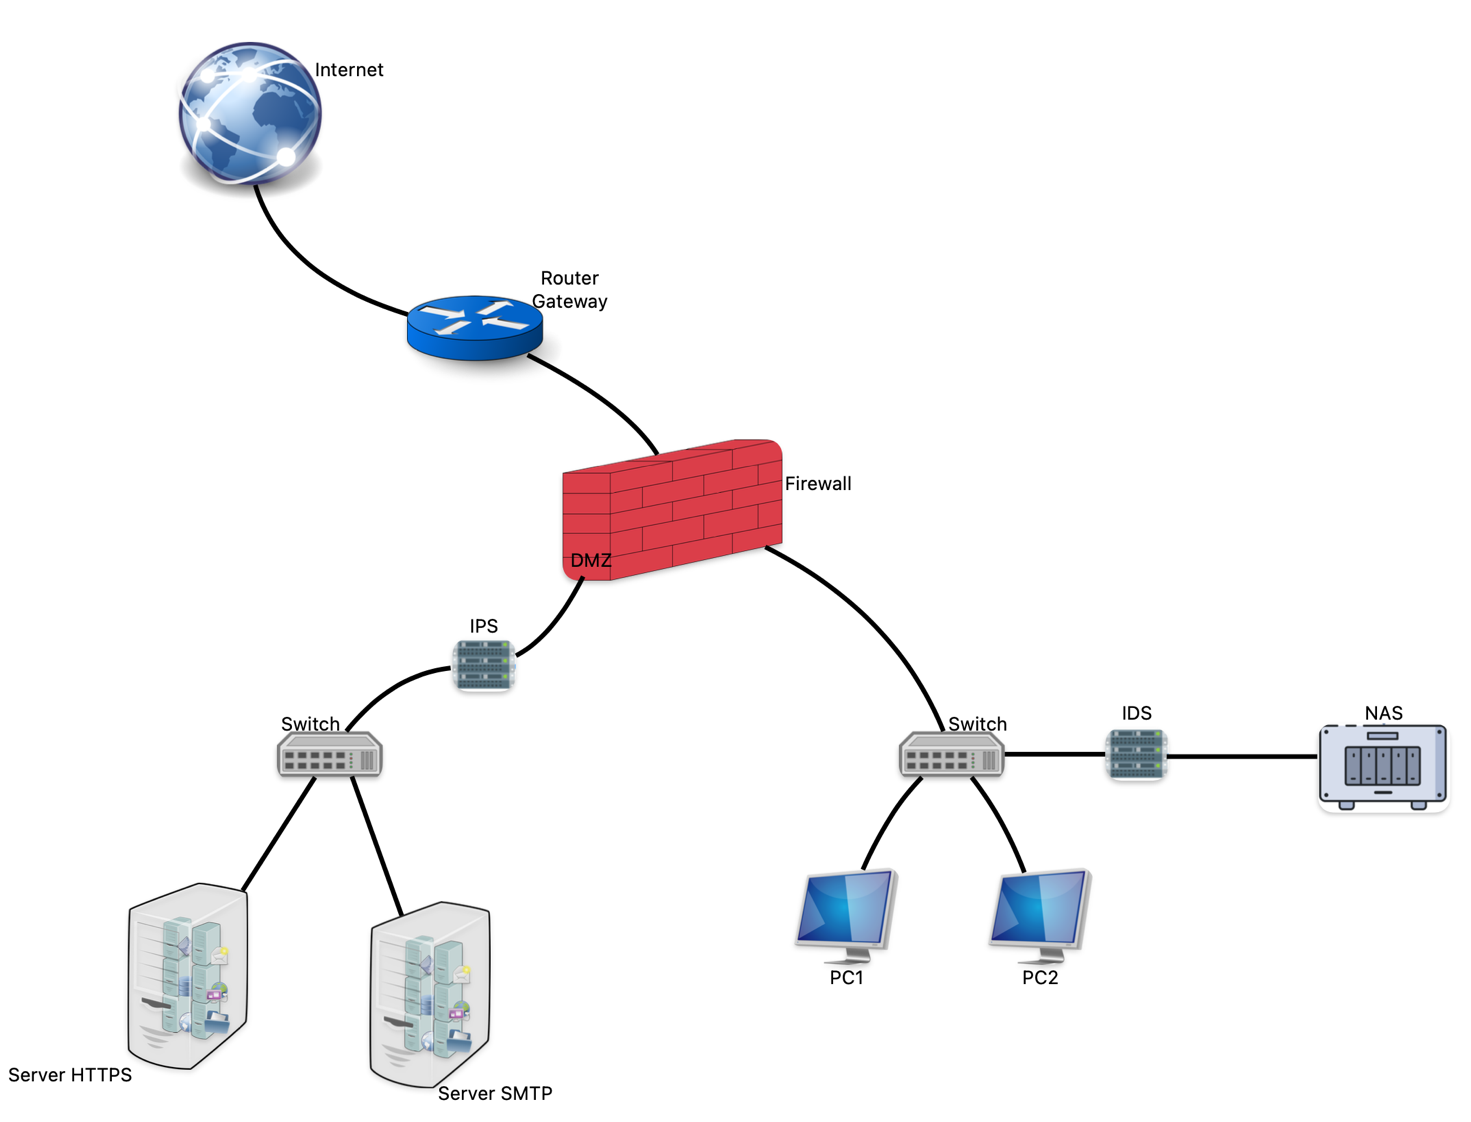 Internet
Router
Gateway
Firewall
DMZ
IPS
Switch
Switch
IDS
NAS
PC1
PC2
Server HTTPS
Server SMTP